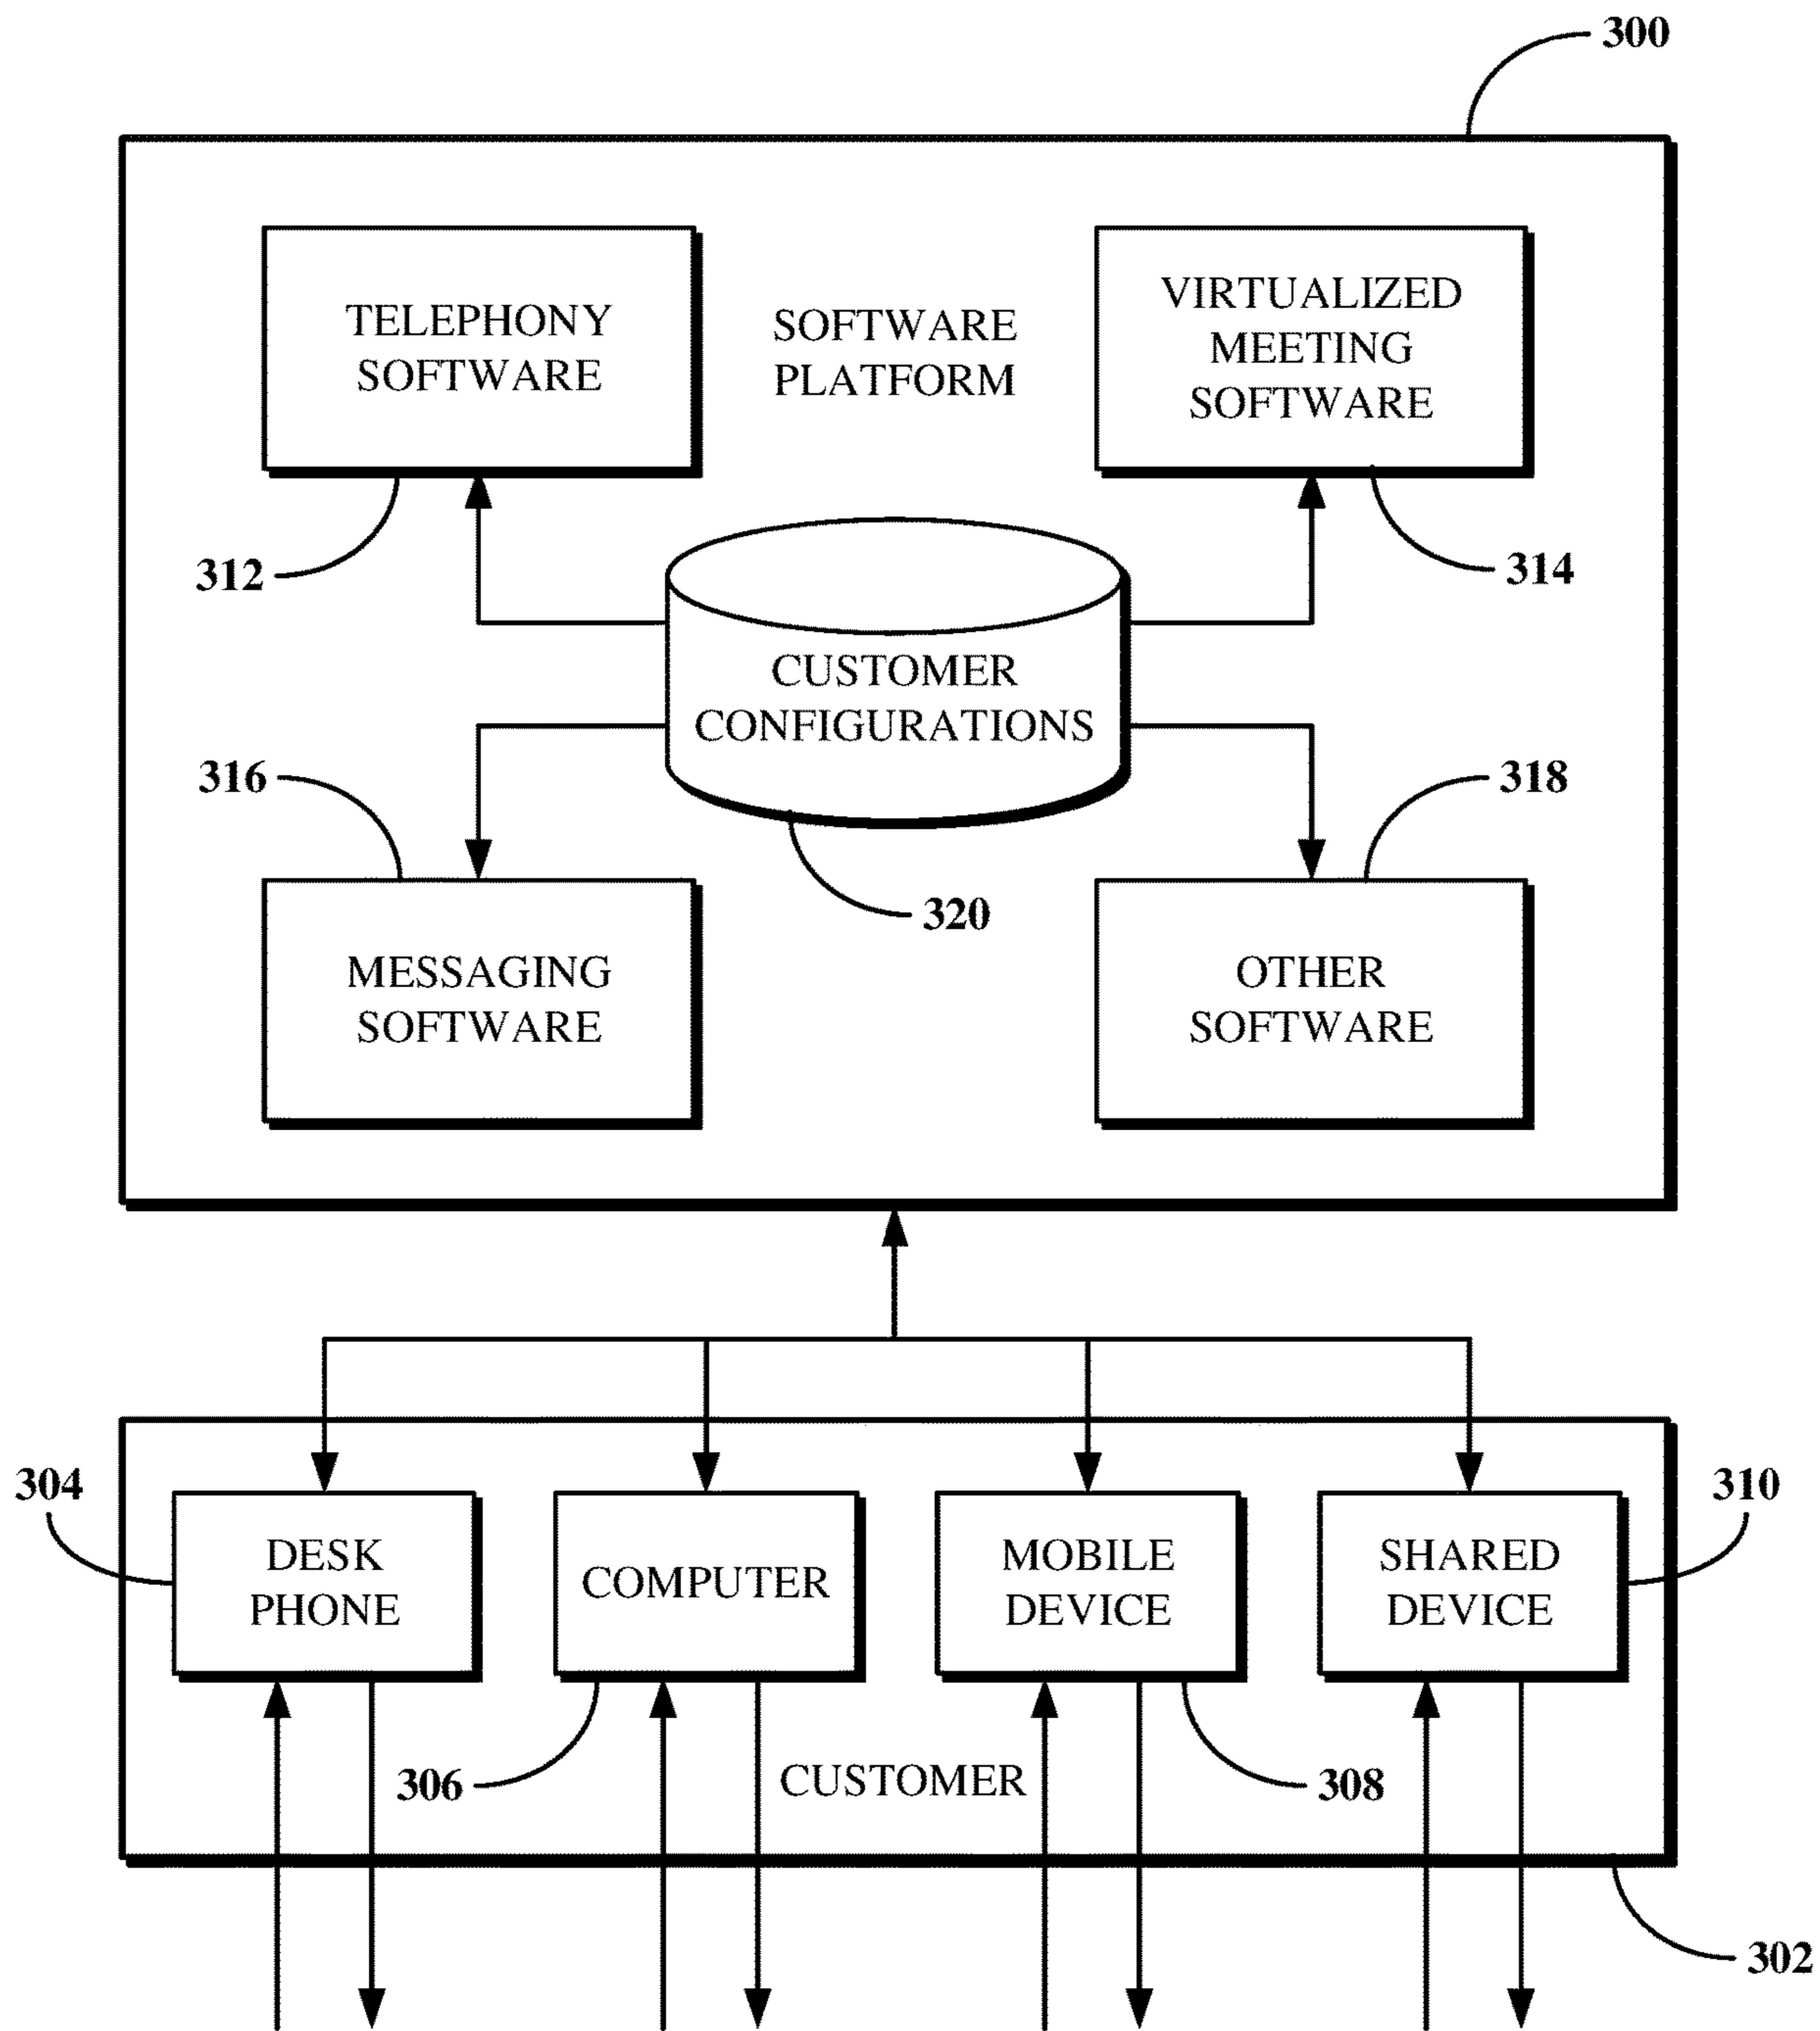 300
TELEPHONY
SOFTWARE
SOFTWARE
PLATFORM
VIRTUALIZED
MEETING
SOFTWARE
312
314
CUSTOMER
CONFIGURATIONS
316
318
320
MESSAGING
SOFTWARE
OTHER
SOFTWARE
304
310
DESK
PHONE
COMPUTER
MOBILE
DEVICE
SHARED
DEVICE
306
CUSTOMER
308
302